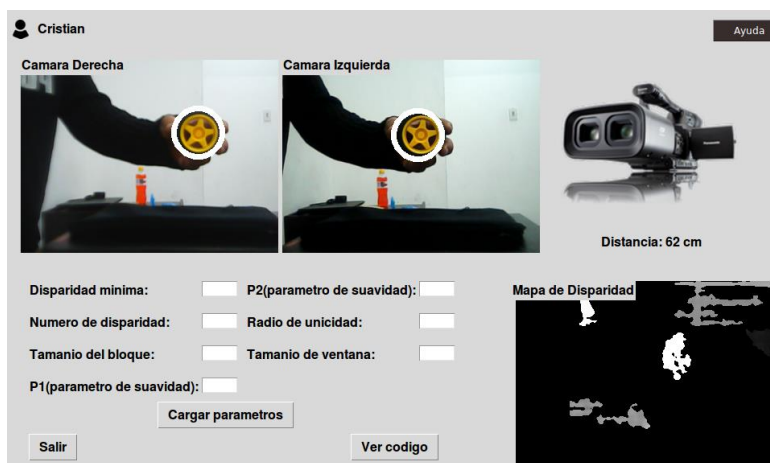 Cristian
Ayuda
Camara Derecha
Camara Izquierda
Distancia: 62 cm
Disparidad minima:
P2(parametro de suavidad):
Mapa de Disparidad
Numero de disparidad:
Radio de unicidad:
Tamanio del bloque:
Tamanio de ventana:
P1(parametro de suavidad):
Cargar parametros
Salir
Ver codigo